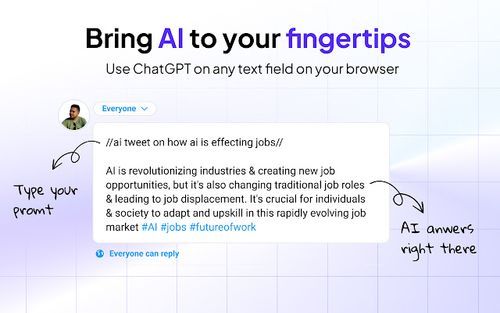 Bring AI to your fingertips
Use ChatGPT on any text field on your browser
Everyone
//ai tweet on how ai is effecting jobs//
AI is revolutionizing industries & creating new job
opportunities, but it's also changing traditional job roles
& leading to job displacement. It's crucial for individuals
& society to adapt and upskill in this rapidly evolving job
market #AI #jobs #futureofwork
Type your
promt
AI anwers
right there
Everyone can reply